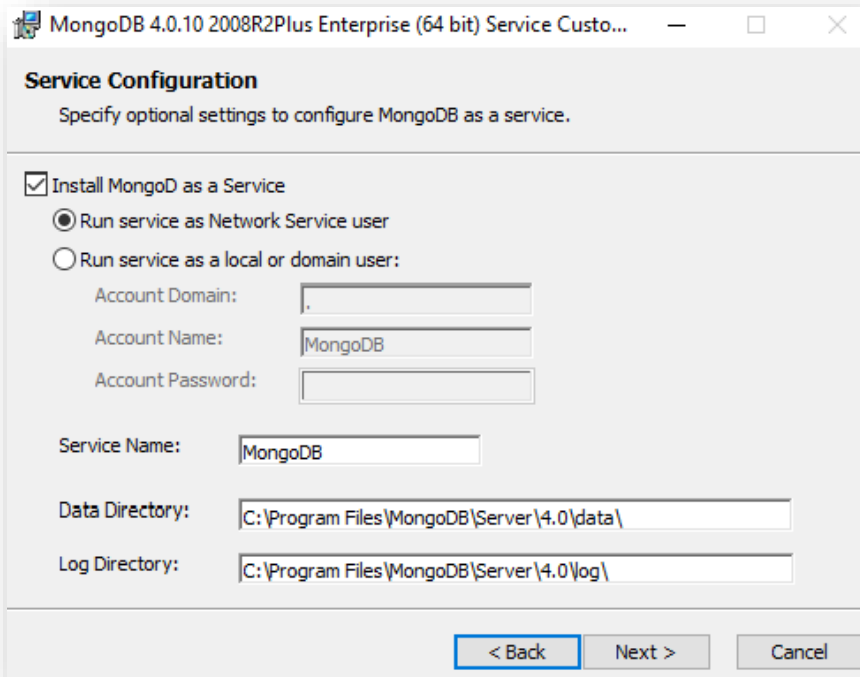 MongoDB 4.0.10 2008R2Plus Enterprise (64 bit) Service Custo...
Service Configuration
Specify optional settings to configure MongoDB as a service.
Install MongoD as a Service
Run service as Network Service user
Run service as a local or domain user:
Account Domain: .
Account Name: MongoDB
Account Password:
Service Name: MongoDB
Data Directory: C:\Program Files\MongoDB\Server\4.0\data\
Log Directory: C:\Program Files\MongoDB\Server\4.0\log\
< Back Next > Cancel